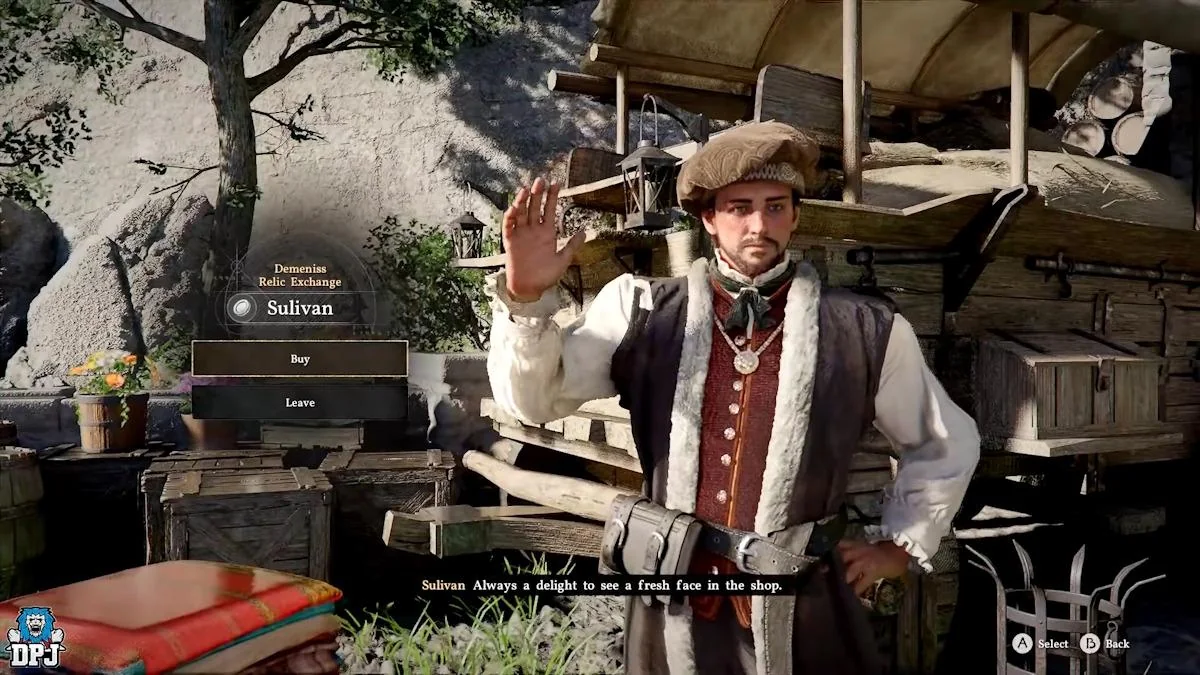 Demeniss
Relic Exchange
Sulivan
Buy
Leave
Sulivan Always a delight to see a fresh face in the shop.
A Select B Back
DPJ